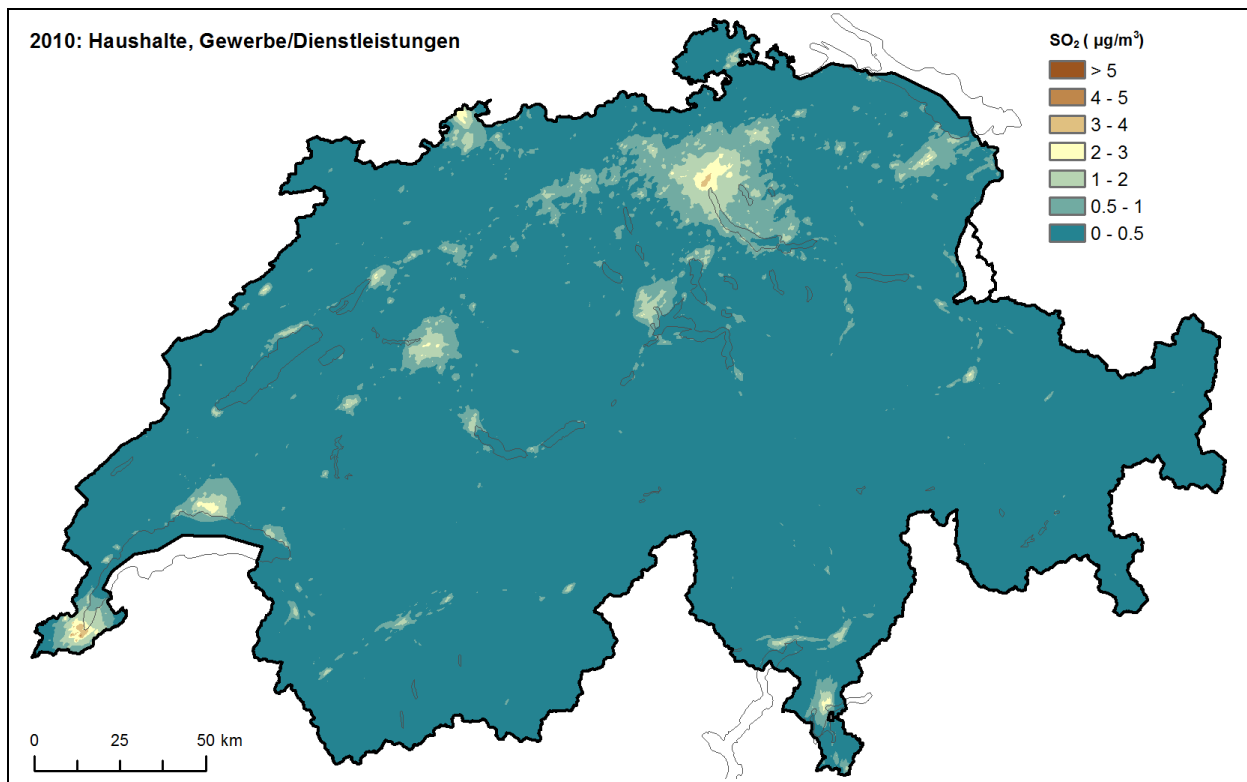 2010: Haushalte, Gewerbe/Dienstleistungen
SO₂ ( µg/m³)
> 5
4 - 5
3 - 4
2 - 3
1 - 2
0.5 - 1
0 - 0.5
0 25 50 km